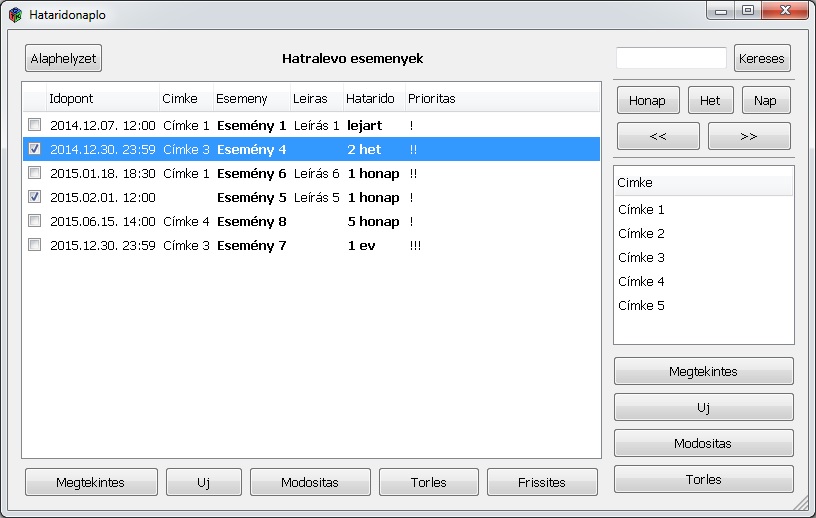 Hataridonaplo
Alaphelyzet
Hatralevo esemenyek
Kereses
Idopont Cimke Esemeny Leiras Hatarido Prioritas
2014.12.07. 12:00 Címke 1 Esemény 1 Leírás 1 lejart !
2014.12.30. 23:59 Címke 3 Esemény 4 2 het !!
2015.01.18. 18:30 Címke 1 Esemény 6 Leírás 6 1 honap !!
2015.02.01. 12:00 Esemény 5 Leírás 5 1 honap !
2015.06.15. 14:00 Címke 4 Esemény 8 5 honap !
2015.12.30. 23:59 Címke 3 Esemény 7 1 ev !!!
Megtekintes Uj Modositas Torles Frissites
Honap Het Nap
<< >>
Cimke
Címke 1
Címke 2
Címke 3
Címke 4
Címke 5
Megtekintes
Uj
Modositas
Torles